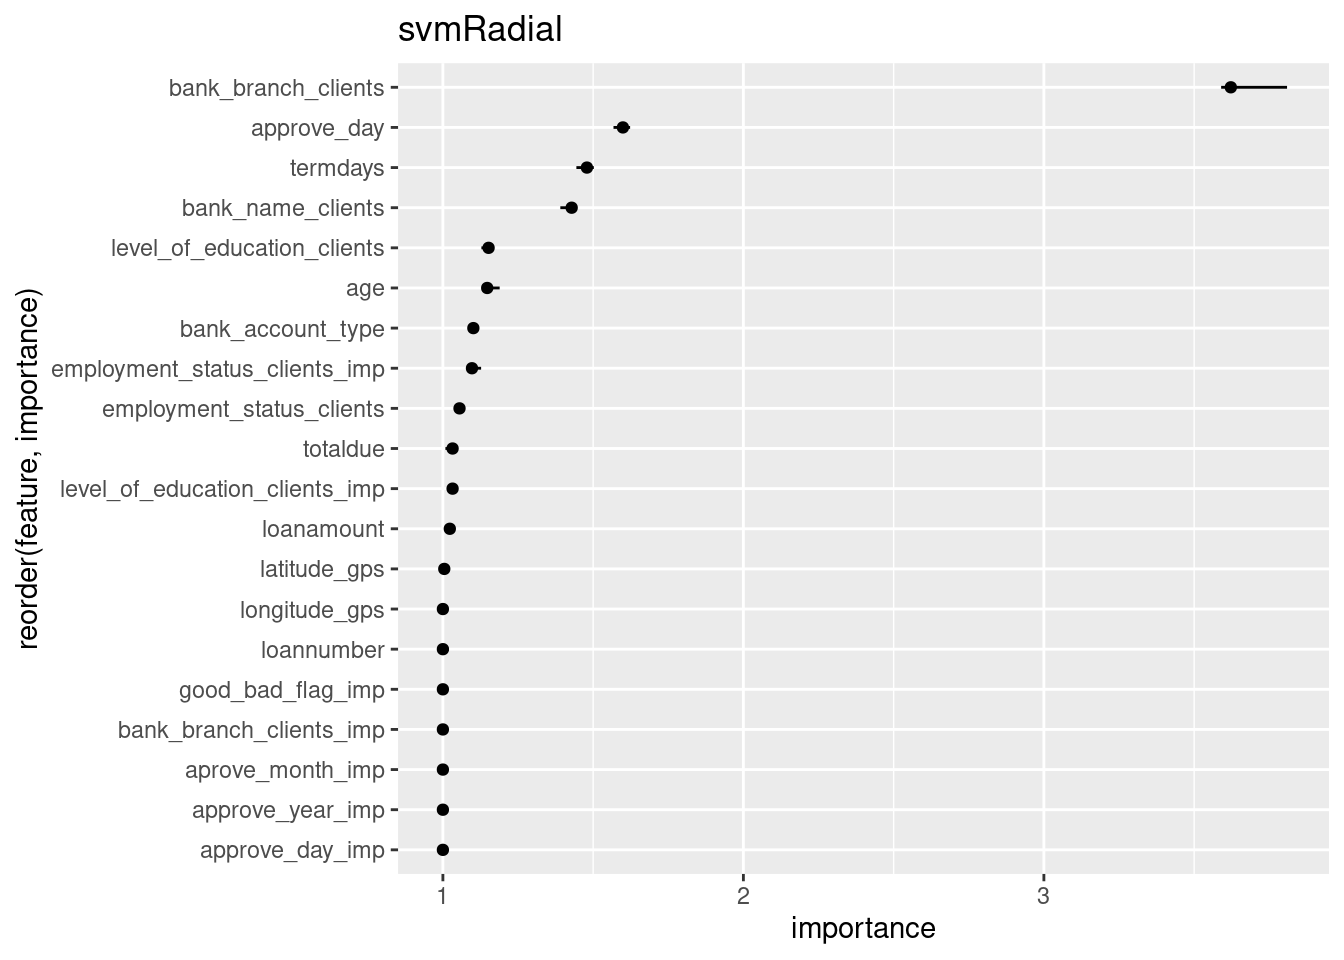 svmRadial
bank_branch_clients
approve_day
termdays
bank_name_clients
level_of_education_clients
age
bank_account_type
employment_status_clients_imp
employment_status_clients
totaldue
level_of_education_clients_imp
loanamount
latitude_gps
longitude_gps
loannumber
good_bad_flag_imp
bank_branch_clients_imp
aprove_month_imp
approve_year_imp
approve_day_imp
reorder(feature, importance)
1 2 3
importance